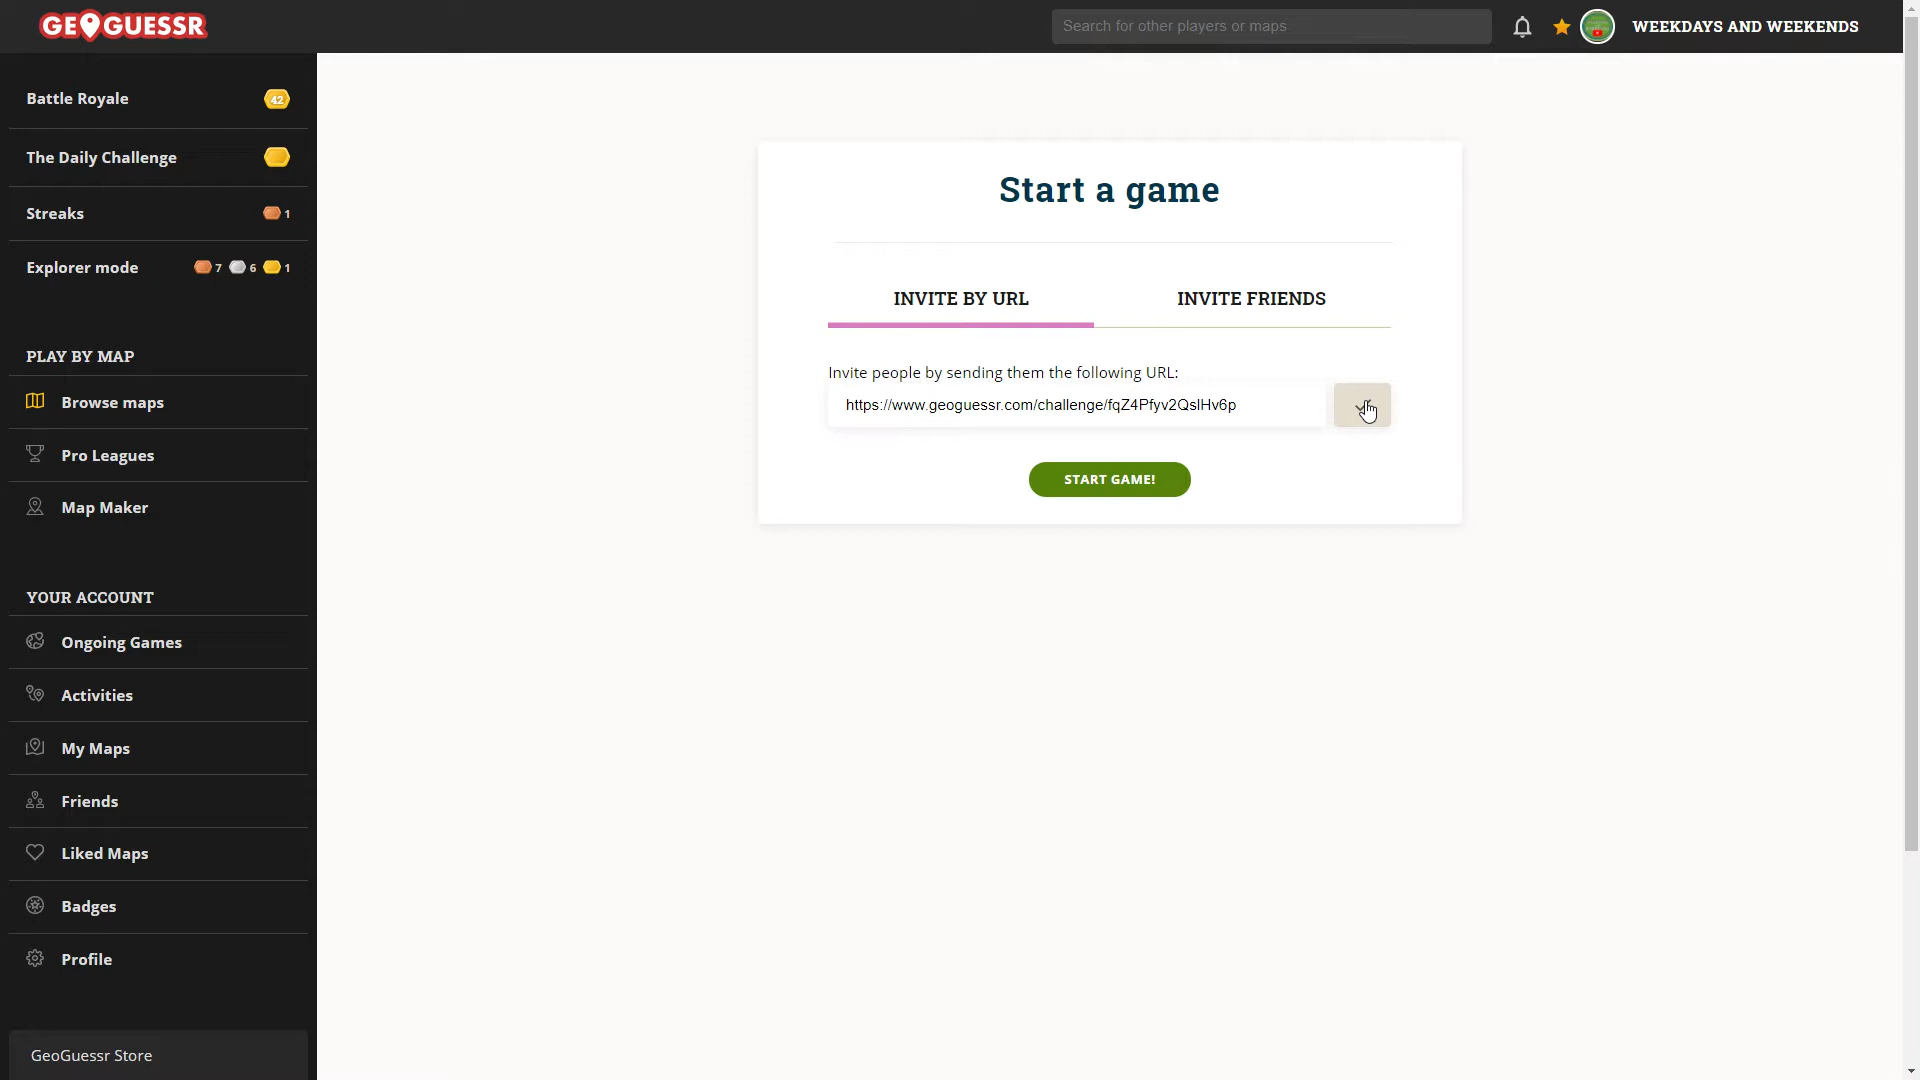 GEOGUESSR
Search for other players or maps
WEEKDAYS AND WEEKENDS
Battle Royale 42
The Daily Challenge
Streaks 1
Explorer mode 7 6 1
PLAY BY MAP
Browse maps
Pro Leagues
Map Maker
YOUR ACCOUNT
Ongoing Games
Activities
My Maps
Friends
Liked Maps
Badges
Profile
GeoGuessr Store
Start a game
INVITE BY URL INVITE FRIENDS
Invite people by sending them the following URL:
https://www.geoguessr.com/challenge/fqZ4Pfyv2QslHv6p
START GAME!